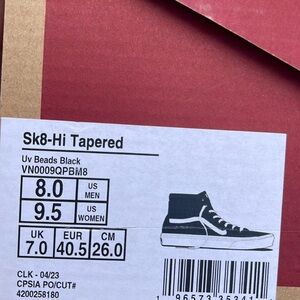 Sk8-Hi Tapered
Uv Beads Black
VN0009QPBM8
8.0 US MEN
9.5 US WOMEN
UK EUR CM
7.0 40.5 26.0
CLK - 04/23
CPSIA PO/CUT#
4200258180